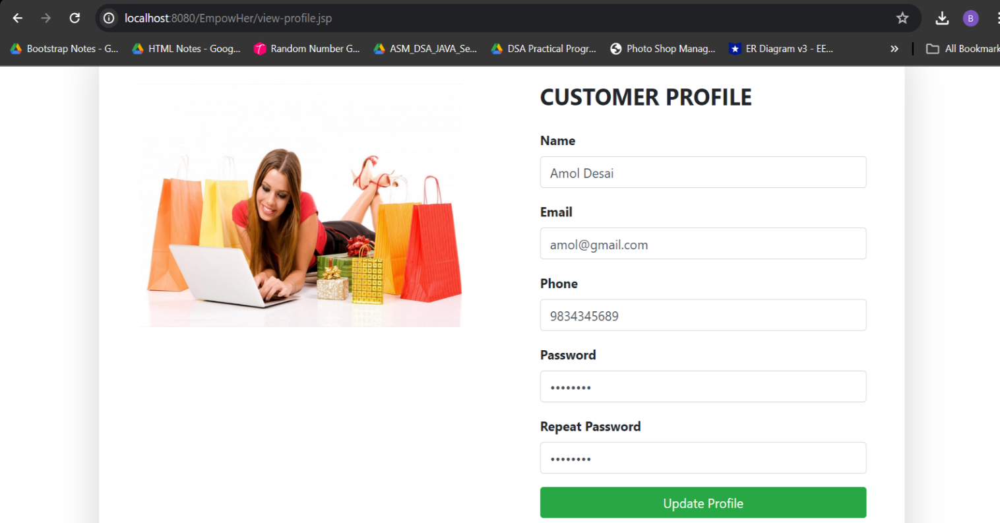 localhost:8080/EmpowHer/view-profile.jsp
B
Bootstrap Notes - G... HTML Notes - Goog... Random Number G... ASM_DSA_JAVA_Se... DSA Practical Progr... Photo Shop Manag... ER Diagram v3 - EE... » All Bookmark
CUSTOMER PROFILE
Name
Amol Desai
Email
amol@gmail.com
Phone
9834345689
Password
••••••••
Repeat Password
••••••••
Update Profile